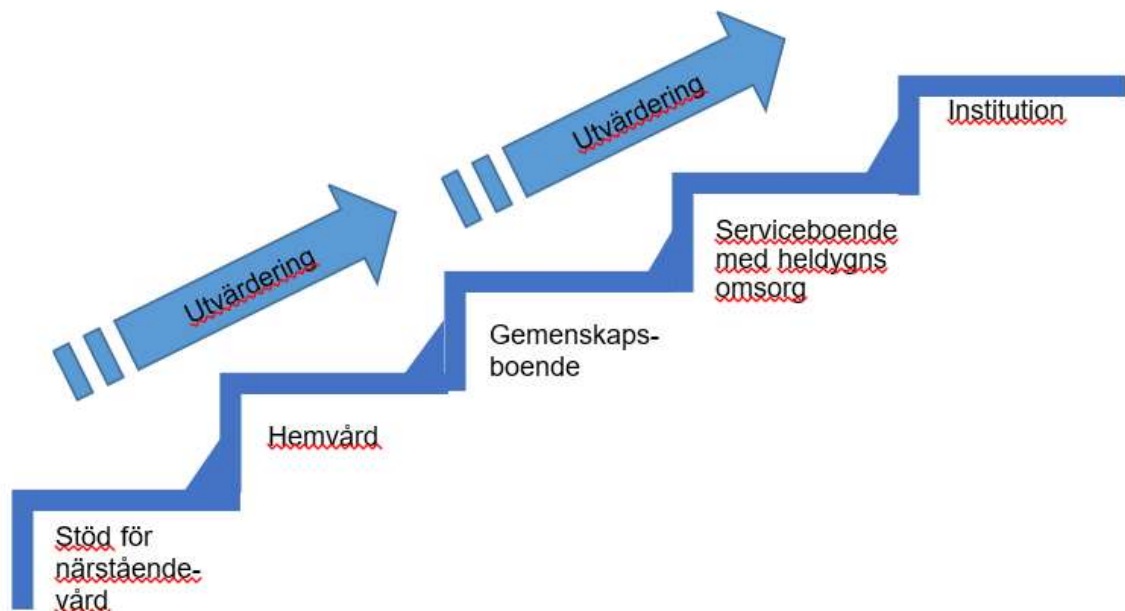 Utvärdering
Utvärdering
Institution
Serviceboende
med heldygns
omsorg
Gemenskaps-
boende
Hemvård
Stöd för
närstående-
vård